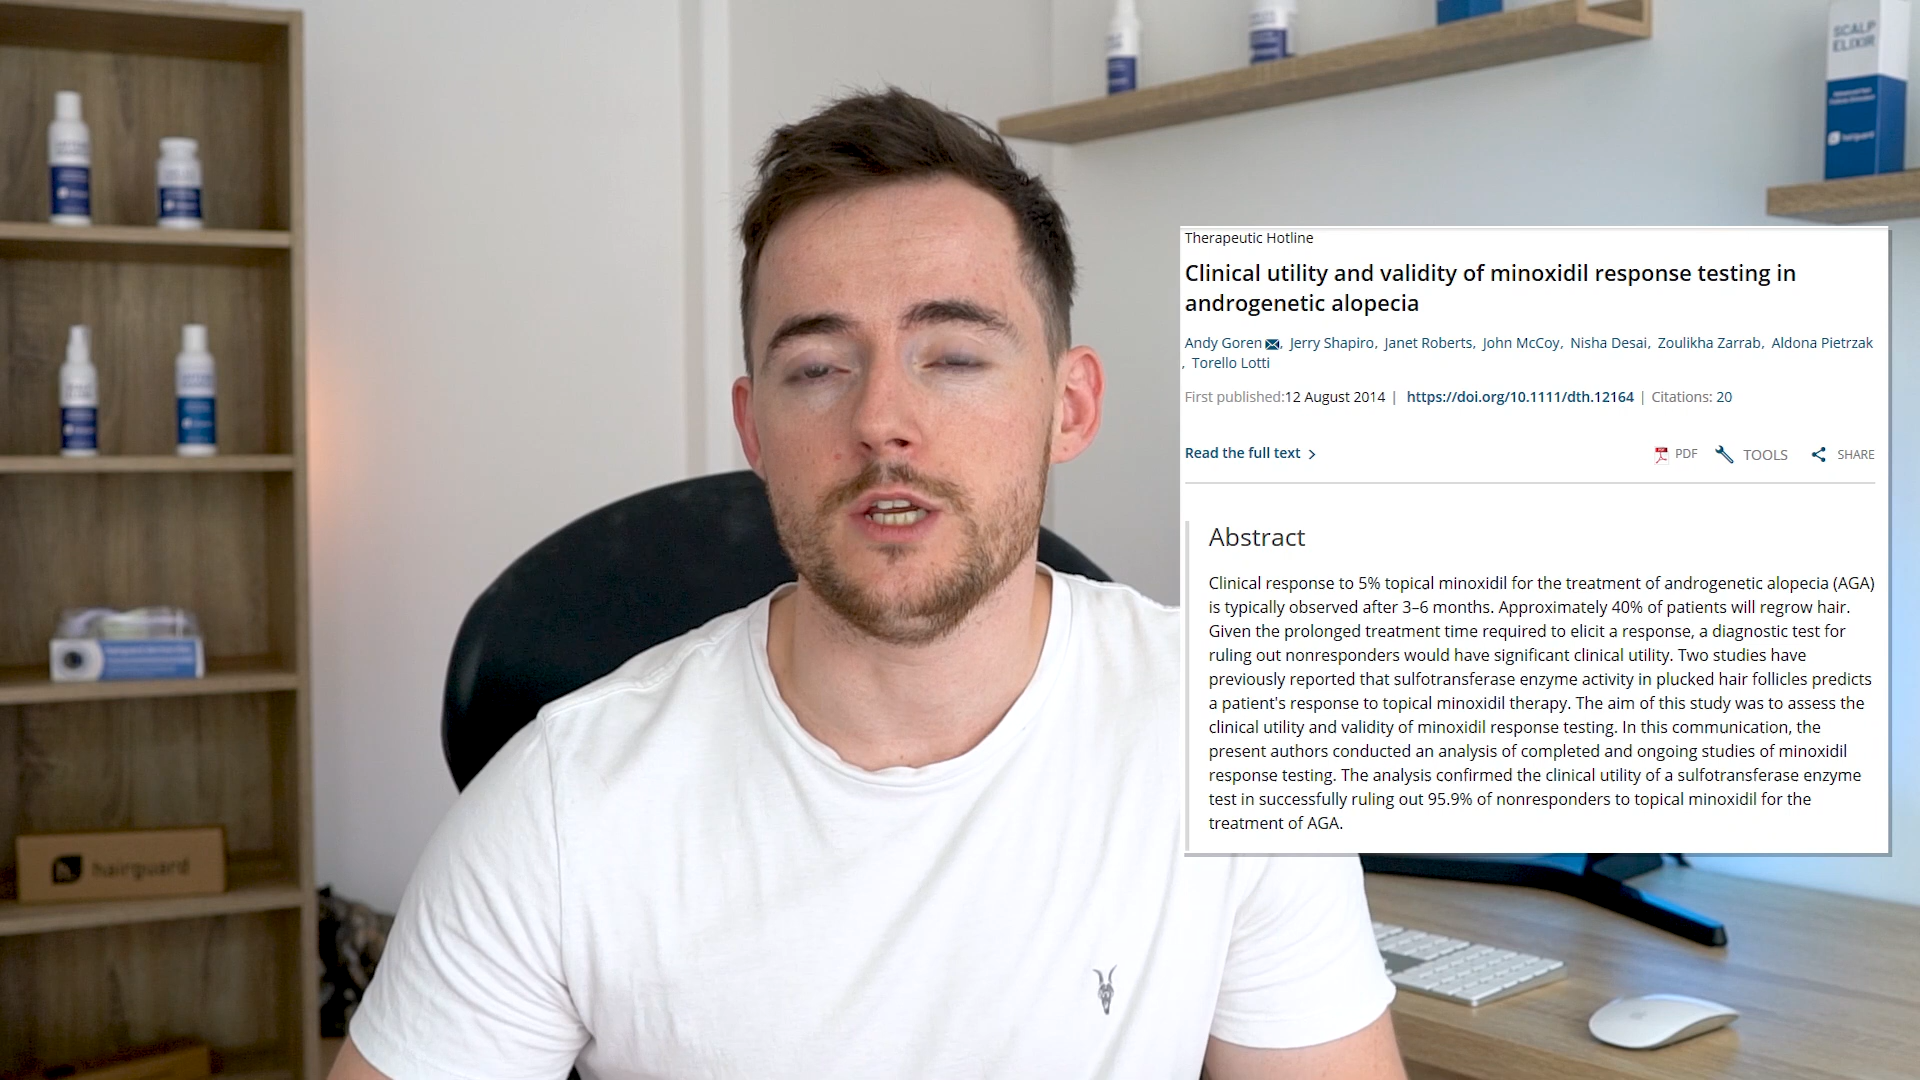 SCALP
ELIXIR
hairguard
Therapeutic Hotline
Clinical utility and validity of minoxidil response testing in
androgenetic alopecia
Andy Goren, Jerry Shapiro, Janet Roberts, John McCoy, Nisha Desai, Zoulikha Zarrab, Aldona Pietrzak
, Torello Lotti
First published:12 August 2014 | https://doi.org/10.1111/dth.12164 | Citations: 20
Read the full text >
PDF TOOLS SHARE
Abstract
Clinical response to 5% topical minoxidil for the treatment of androgenetic alopecia (AGA)
is typically observed after 3–6 months. Approximately 40% of patients will regrow hair.
Given the prolonged treatment time required to elicit a response, a diagnostic test for
ruling out nonresponders would have significant clinical utility. Two studies have
previously reported that sulfotransferase enzyme activity in plucked hair follicles predicts
a patient's response to topical minoxidil therapy. The aim of this study was to assess the
clinical utility and validity of minoxidil response testing. In this communication, the
present authors conducted an analysis of completed and ongoing studies of minoxidil
response testing. The analysis confirmed the clinical utility of a sulfotransferase enzyme
test in successfully ruling out 95.9% of nonresponders to topical minoxidil for the
treatment of AGA.
hairguard